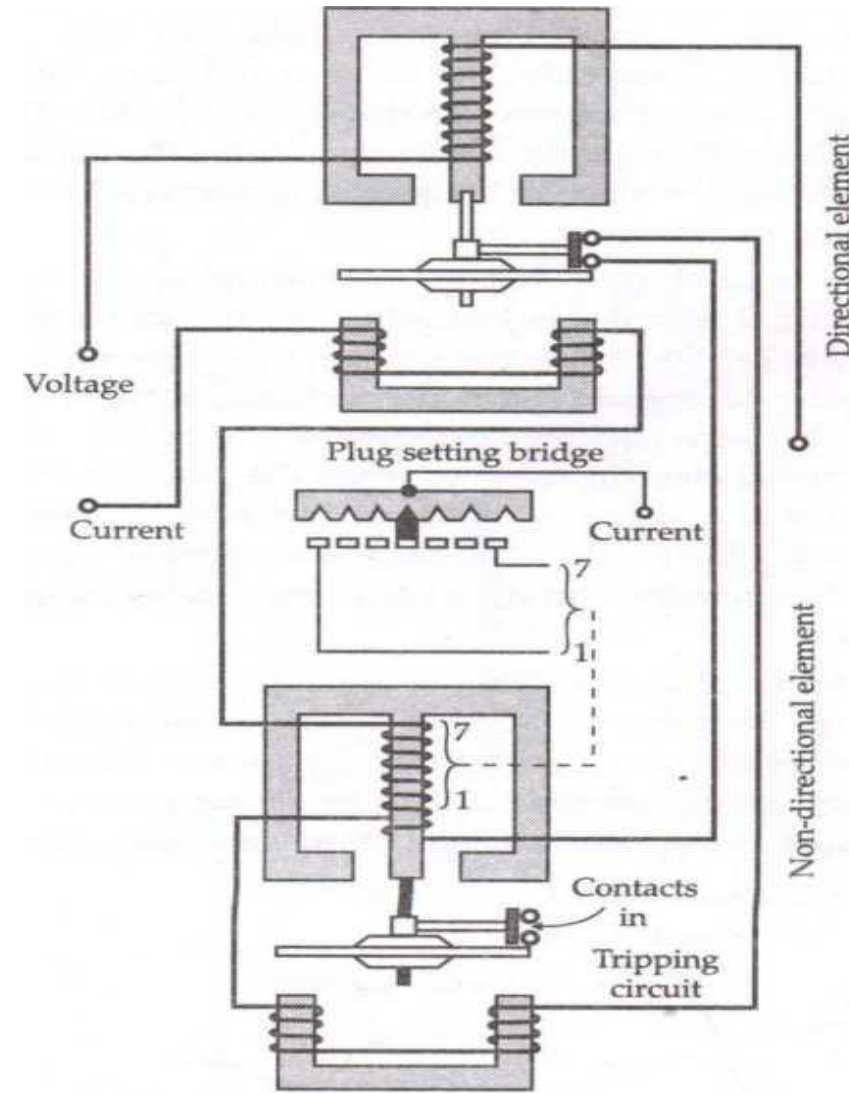 Directional element
Voltage
Plug setting bridge
Current
Current
7
1
Non-directional element
7
1
Contacts
in
Tripping
circuit